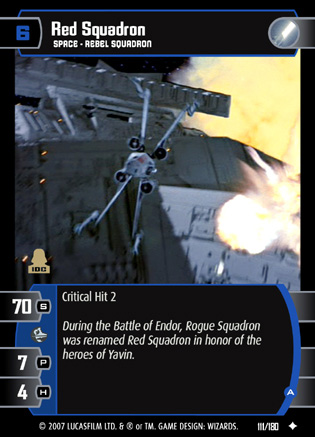 6
Red Squadron
SPACE - REBEL SQUADRON
IDC
70 S
Critical Hit 2
During the Battle of Endor, Rogue Squadron
was renamed Red Squadron in honor of the
heroes of Yavin.
7 P
4 H
A
© 2007 LUCASFILM LTD. & ® or TM. GAME DESIGN: WIZARDS. 111/180